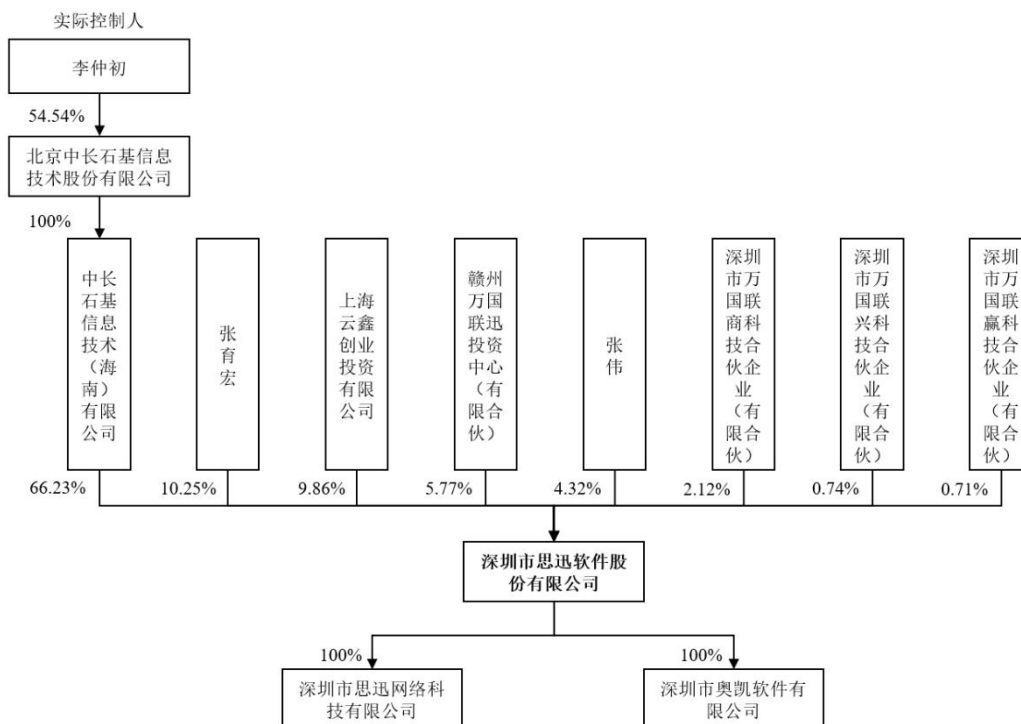 实际控制人
李仲初
54.54%
北京中长石基信息
技术股份有限公司
100%
中长
石基
信息
技术
（海
南）
有限
公司
张
育
宏
上海
云鑫
创业
投资
有限
公司
赣州
万国
联迅
投资
中心
（有
限合
伙）
张
伟
深圳
市万
国联
商科
技合
伙企
业
（有
限合
伙）
深圳
市万
国联
兴科
技合
伙企
业
（有
限合
伙）
深圳
市万
国联
赢科
技合
伙企
业
（有
限合
伙）
66.23%
10.25%
9.86%
5.77%
4.32%
2.12%
0.74%
0.71%
深圳市思迅软件股
份有限公司
100%
100%
深圳市思迅网络科
技有限公司
深圳市奥凯软件有
限公司